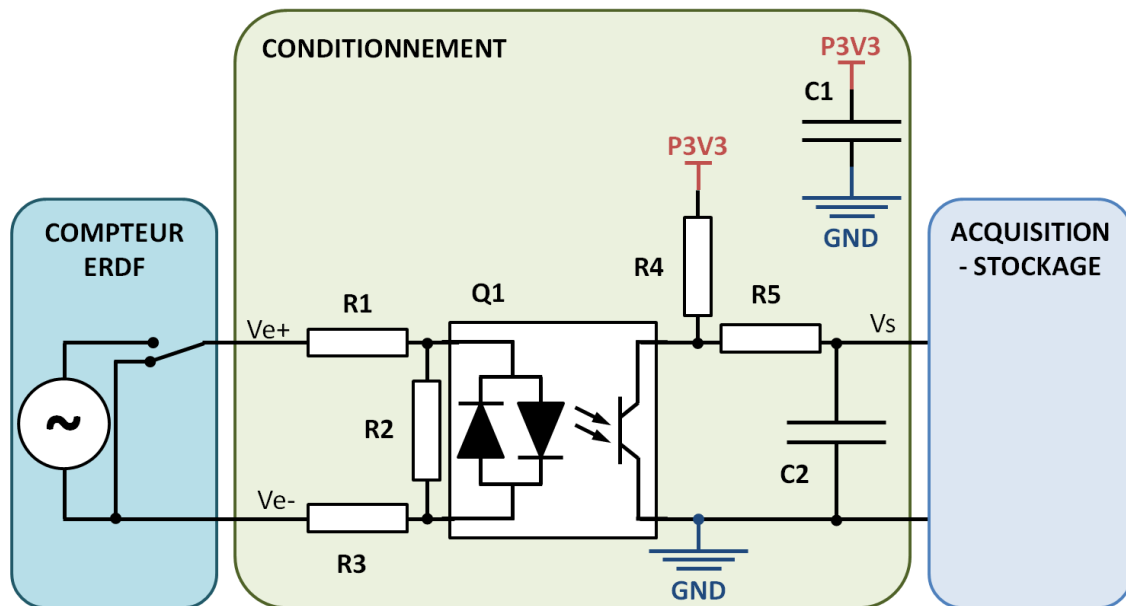 CONDITIONNEMENT
P3V3
C1
P3V3
GND
COMPTEUR
ERDF
ACQUISITION
- STOCKAGE
R4
R5
Q1
R1
Ve+
Vs
~
R2
C2
Ve-
R3
GND